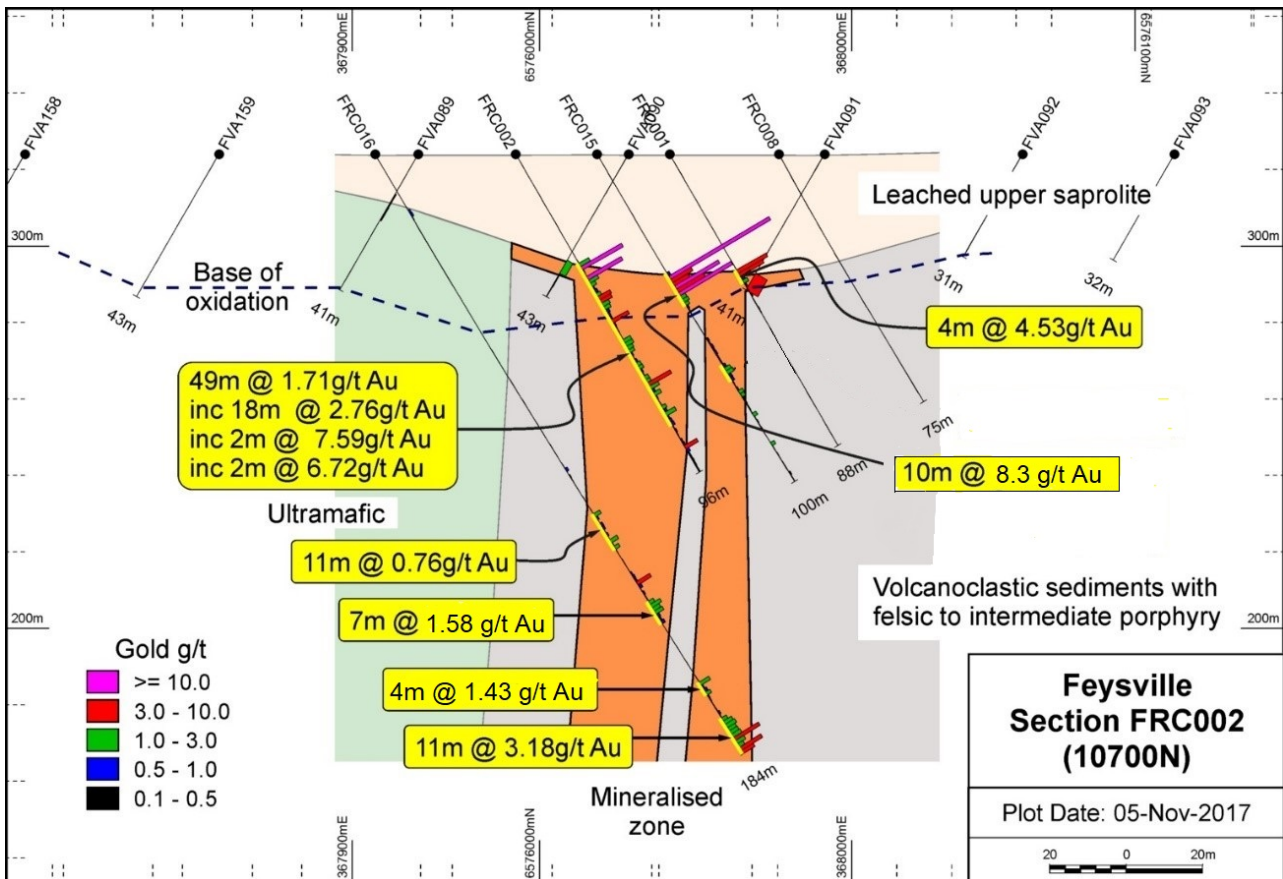 367900mE
6576000mN
368000mE
6576100mN
FVA158
FVA159
FRC016
FVA089
FRC002
FRC015
FVA090
FRC001
FRC008
FVA091
FVA092
FVA093
Leached upper saprolite
300m
300m
Base of
oxidation
43m
41m
43m
41m
31m
32m
4m @ 4.53g/t Au
49m @ 1.71g/t Au
inc 18m @ 2.76g/t Au
inc 2m @ 7.59g/t Au
inc 2m @ 6.72g/t Au
75m
88m
96m
100m
10m @ 8.3 g/t Au
Ultramafic
11m @ 0.76g/t Au
7m @ 1.58 g/t Au
Volcanoclastic sediments with
felsic to intermediate porphyry
200m
200m
4m @ 1.43 g/t Au
11m @ 3.18g/t Au
184m
Mineralised
zone
Gold g/t
>= 10.0
3.0 - 10.0
1.0 - 3.0
0.5 - 1.0
0.1 - 0.5
Feysville
Section FRC002
(10700N)
Plot Date: 05-Nov-2017
20 0 20m
367900mE
6576000mN
368000mE